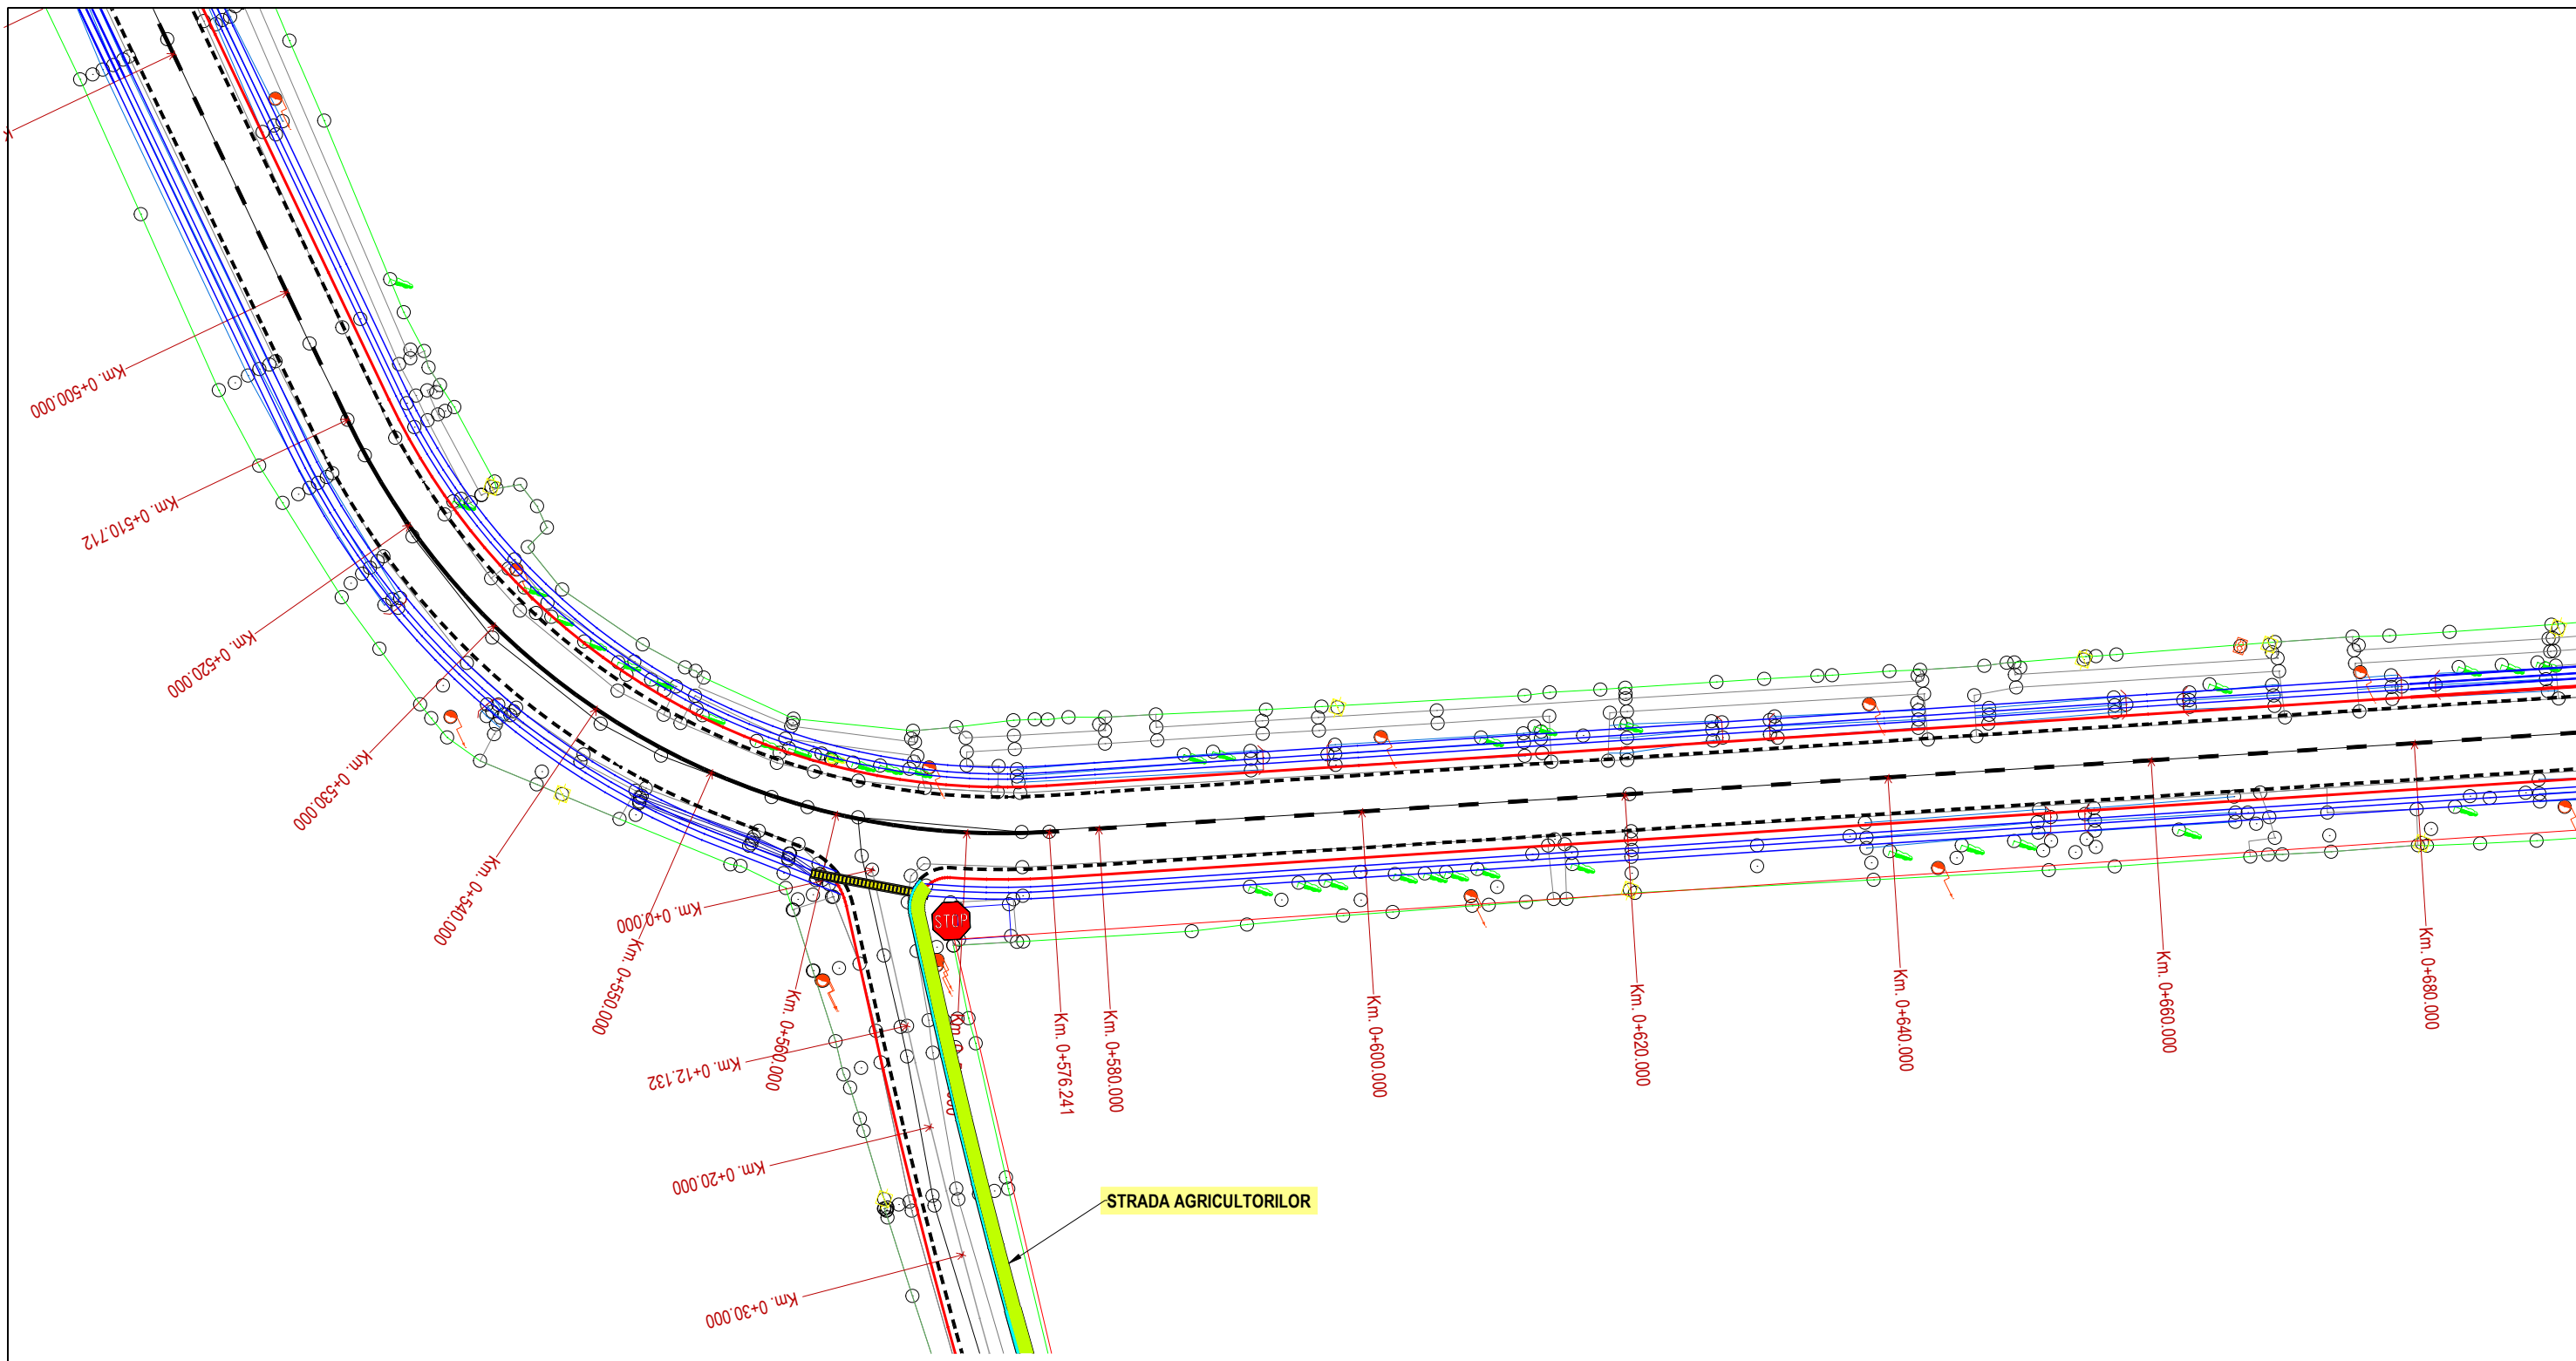 Km. 0+500.000
Km. 0+510.712
Km. 0+520.000
Km. 0+530.000
Km. 0+540.000
Km. 0+550.000
Km. 0+560.000
Km. 0+576.241
Km. 0+580.000
Km. 0+600.000
Km. 0+620.000
Km. 0+640.000
Km. 0+660.000
Km. 0+680.000
Km. 0+0.000
STOP
Km. 0+12.132
Km. 0+20.000
Km. 0+30.000
STRADA AGRICULTORILOR